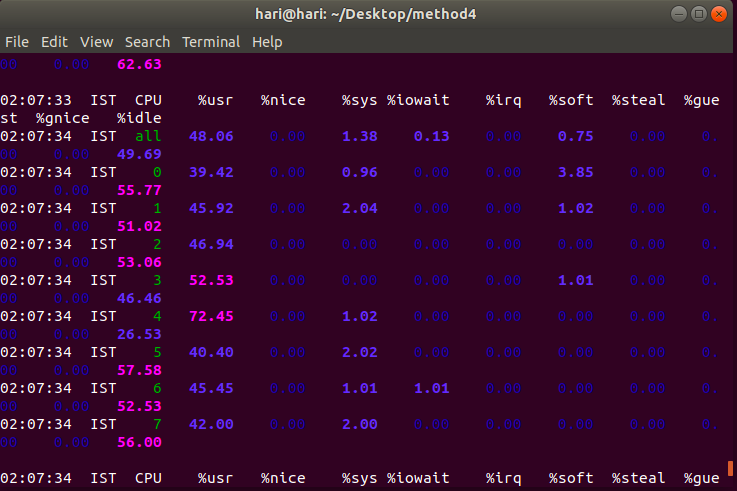 hari@hari: ~/Desktop/method4
File Edit View Search Terminal Help
00 0.00 62.63
02:07:33 IST CPU %usr %nice %sys %iowait %irq %soft %steal %gue
st %gnice %idle
02:07:34 IST all 48.06 0.00 1.38 0.13 0.00 0.75 0.00 0.
00 0.00 49.69
02:07:34 IST 0 39.42 0.00 0.96 0.00 0.00 3.85 0.00 0.
00 0.00 55.77
02:07:34 IST 1 45.92 0.00 2.04 0.00 0.00 1.02 0.00 0.
00 0.00 51.02
02:07:34 IST 2 46.94 0.00 0.00 0.00 0.00 0.00 0.00 0.
00 0.00 53.06
02:07:34 IST 3 52.53 0.00 0.00 0.00 0.00 1.01 0.00 0.
00 0.00 46.46
02:07:34 IST 4 72.45 0.00 1.02 0.00 0.00 0.00 0.00 0.
00 0.00 26.53
02:07:34 IST 5 40.40 0.00 2.02 0.00 0.00 0.00 0.00 0.
00 0.00 57.58
02:07:34 IST 6 45.45 0.00 1.01 1.01 0.00 0.00 0.00 0.
00 0.00 52.53
02:07:34 IST 7 42.00 0.00 2.00 0.00 0.00 0.00 0.00 0.
00 0.00 56.00
02:07:34 IST CPU %usr %nice %sys %iowait %irq %soft %steal %gue